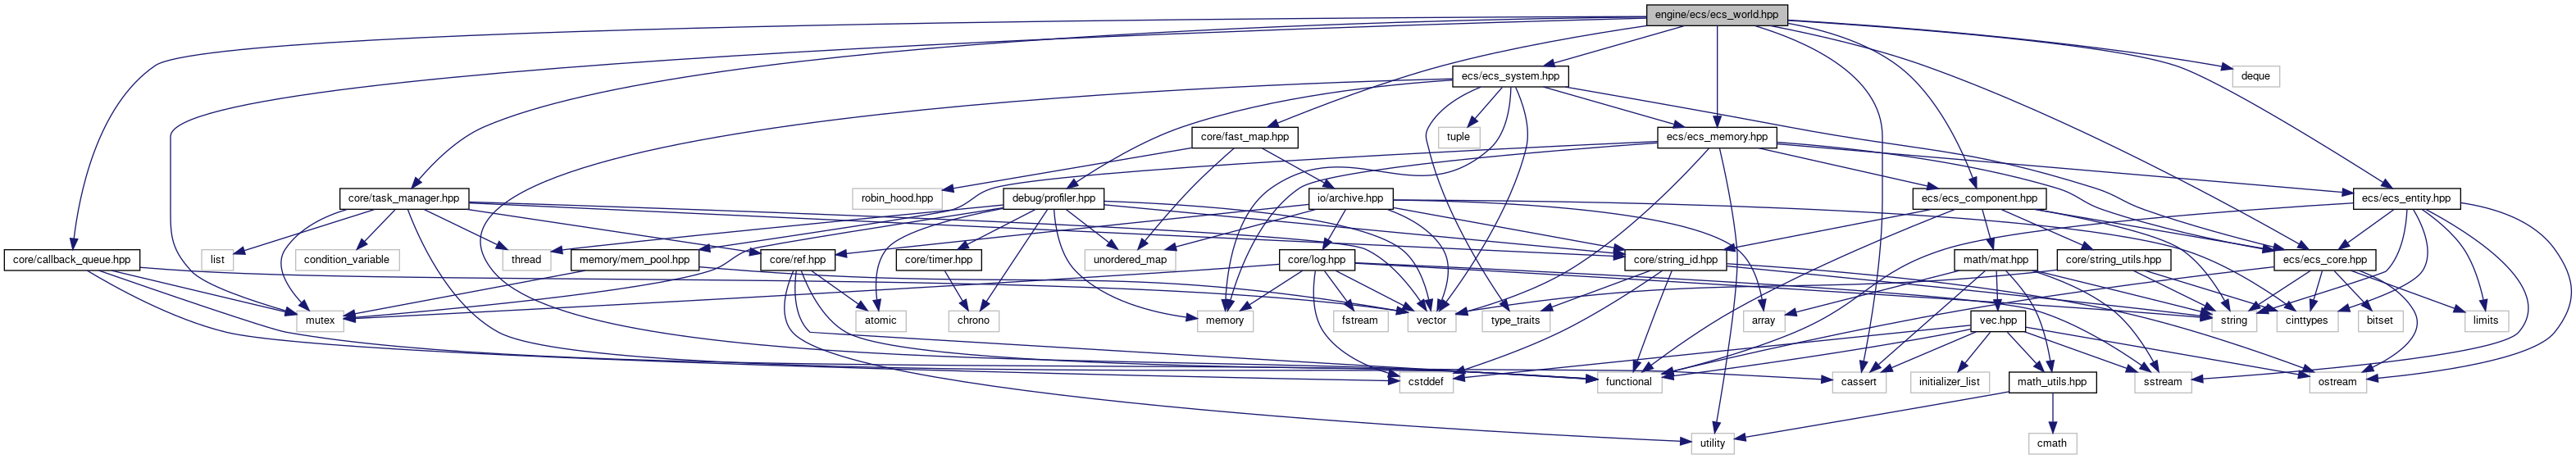 engine/ecs/ecs_world.hpp
ecs/ecs_system.hpp
deque
core/fast_map.hpp
tuple
ecs/ecs_memory.hpp
core/task_manager.hpp
robin_hood.hpp
debug/profiler.hpp
io/archive.hpp
ecs/ecs_component.hpp
ecs/ecs_entity.hpp
core/callback_queue.hpp
list
condition_variable
thread
memory/mem_pool.hpp
core/ref.hpp
core/timer.hpp
unordered_map
core/log.hpp
core/string_id.hpp
math/mat.hpp
core/string_utils.hpp
ecs/ecs_core.hpp
mutex
atomic
chrono
memory
fstream
vector
type_traits
array
vec.hpp
string
cinttypes
bitset
limits
cstddef
functional
cassert
initializer_list
math_utils.hpp
sstream
ostream
utility
cmath